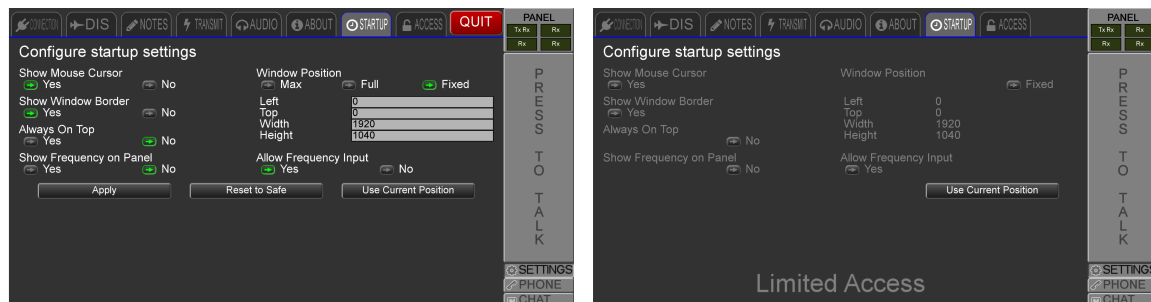 CONNECTION DIS NOTES TRANSMIT AUDIO ABOUT STARTUP ACCESS QUIT
Configure startup settings
Show Mouse Cursor
Yes No
Show Window Border
Yes No
Always On Top
Yes No
Show Frequency on Panel
Yes No
Window Position
Max Full Fixed
Left 0
Top 0
Width 1920
Height 1040
Allow Frequency Input
Yes No
Apply Reset to Safe Use Current Position
PANEL
Tx Rx Rx
Rx Rx
PRESS TO TALK
SETTINGS
PHONE
CHAT
CONNECTION DIS NOTES TRANSMIT AUDIO ABOUT STARTUP ACCESS
Configure startup settings
Show Mouse Cursor
Yes
Show Window Border
Yes
Always On Top
No
Show Frequency on Panel
No
Window Position
Fixed
Left 0
Top 0
Width 1920
Height 1040
Allow Frequency Input
Yes
Use Current Position
Limited Access
PANEL
Tx Rx Rx
Rx Rx
PRESS TO TALK
SETTINGS
PHONE
CHAT